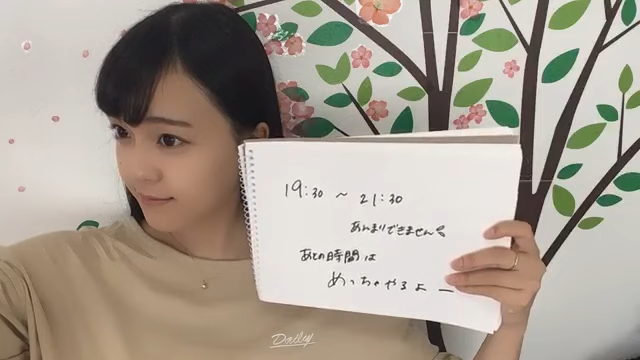 19:30 ~ 21:30
あんまりできません
あとの時間は
めっちゃやるよー
Dailey